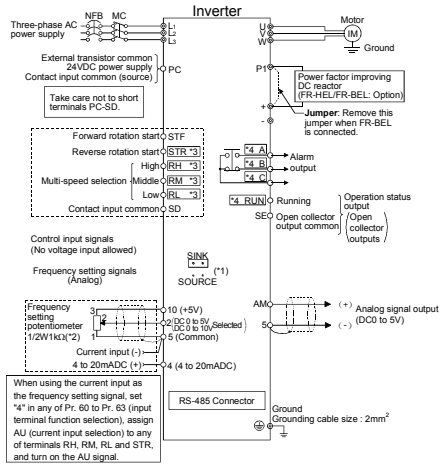 Inverter
NFB MC
Three-phase AC
power supply
L1
L2
L3
U
V
W
Motor
IM
Ground
External transistor common
24VDC power supply
Contact input common (source)
PC
Take care not to short
terminals PC-SD.
P1
+
-
Power factor improving
DC reactor
(FR-HEL/FR-BEL: Option)
Jumper: Remove this
jumper when FR-BEL
is connected.
Forward rotation start STF
Reverse rotation start STR *3
Multi-speed selection
High RH *3
Middle RM *3
Low RL *3
Contact input common SD
*4 A
*4 B
*4 C
Alarm
output
*4 RUN Running
SE Open collector
output common
Operation status
output
(Open
collector
outputs)
Control input signals
(No voltage input allowed)
Frequency setting signals
(Analog)
SINK
(*1)
SOURCE
Frequency
setting
potentiometer
1/2W1kΩ(*2)
3
2
1
10 (+5V)
2 (DC 0 to 5V
DC 0 to 10V Selected)
5 (Common)
Current input (-)
4 to 20mADC (+)
4 (4 to 20mADC)
AM
5
(+)
(-)
Analog signal output
(DC0 to 5V)
When using the current input as
the frequency setting signal, set
"4" in any of Pr. 60 to Pr. 63 (input
terminal function selection), assign
AU (current input selection) to any
of terminals RH, RM, RL and STR,
and turn on the AU signal.
RS-485 Connector
Ground
Grounding cable size : 2mm²